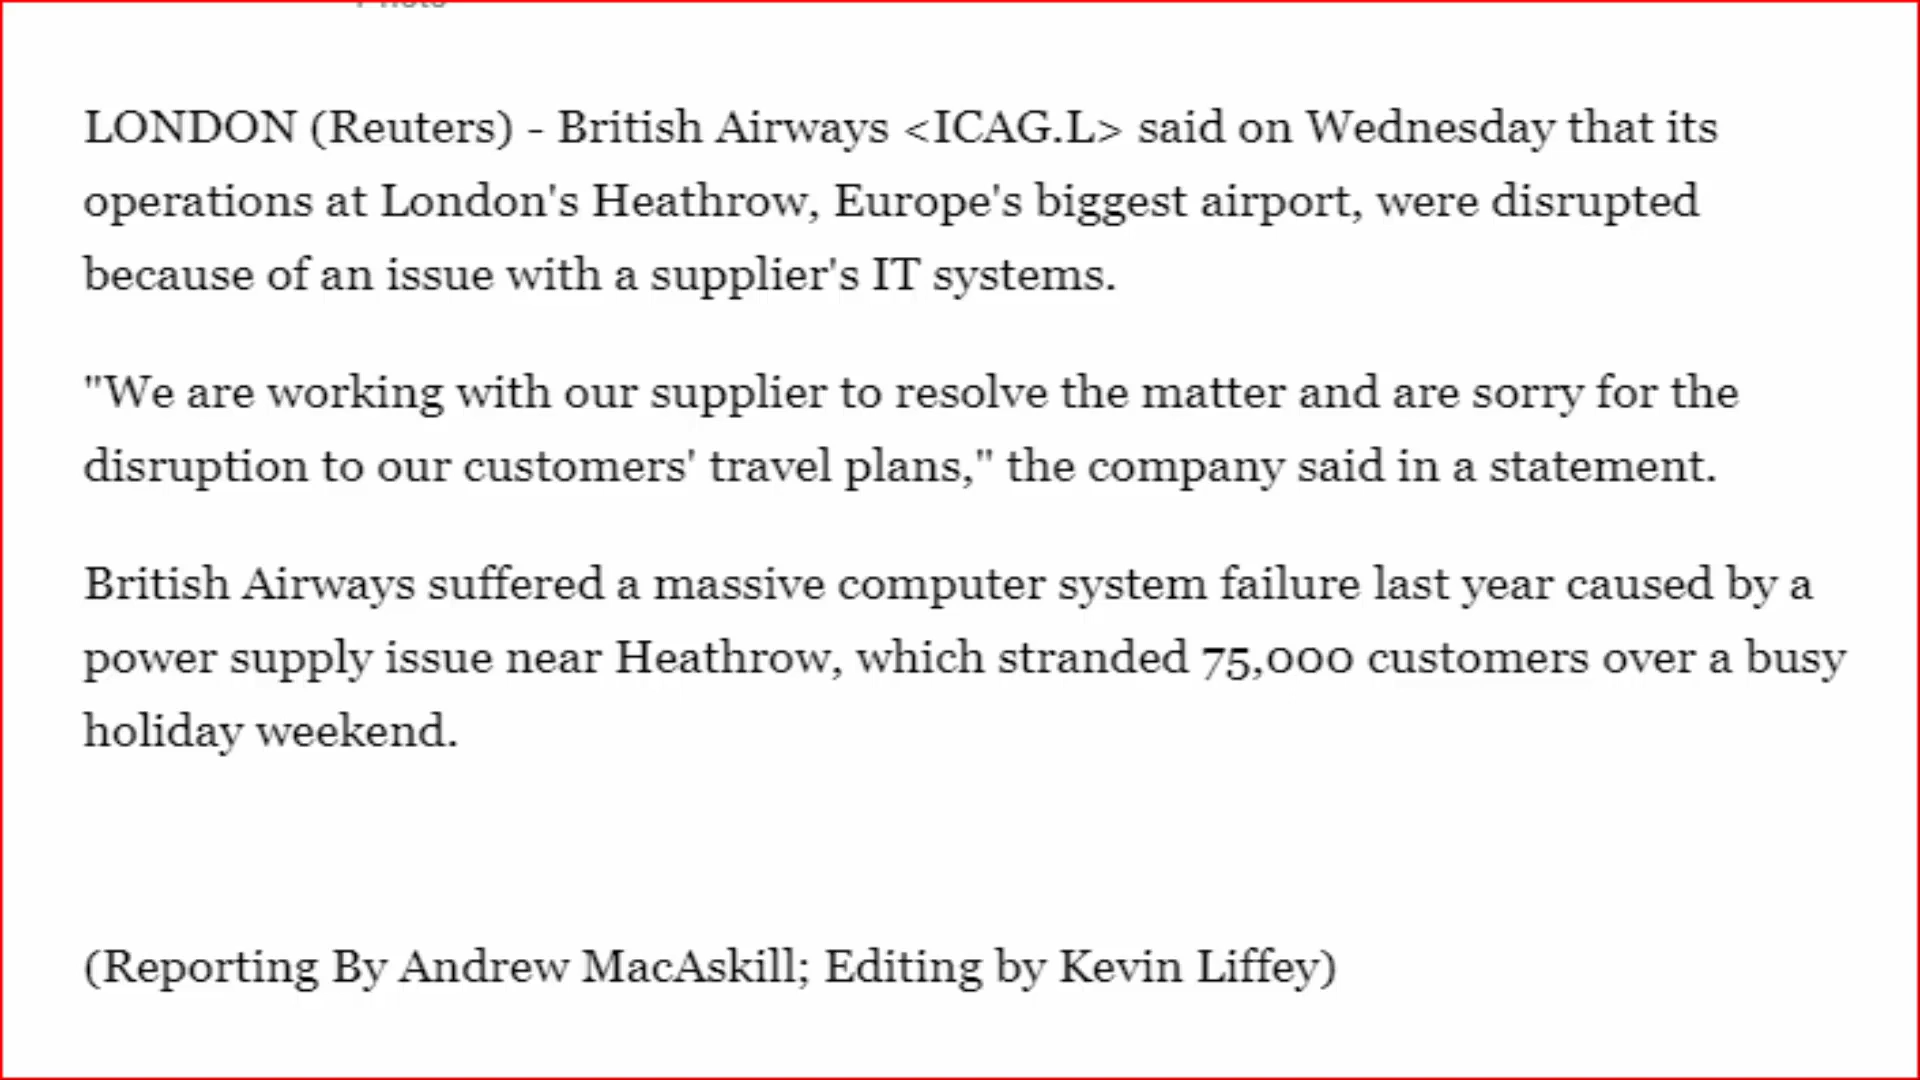 LONDON (Reuters) - British Airways <ICAG.L> said on Wednesday that its
operations at London's Heathrow, Europe's biggest airport, were disrupted
because of an issue with a supplier's IT systems.
"We are working with our supplier to resolve the matter and are sorry for the
disruption to our customers' travel plans," the company said in a statement.
British Airways suffered a massive computer system failure last year caused by a
power supply issue near Heathrow, which stranded 75,000 customers over a busy
holiday weekend.
(Reporting By Andrew MacAskill; Editing by Kevin Liffey)